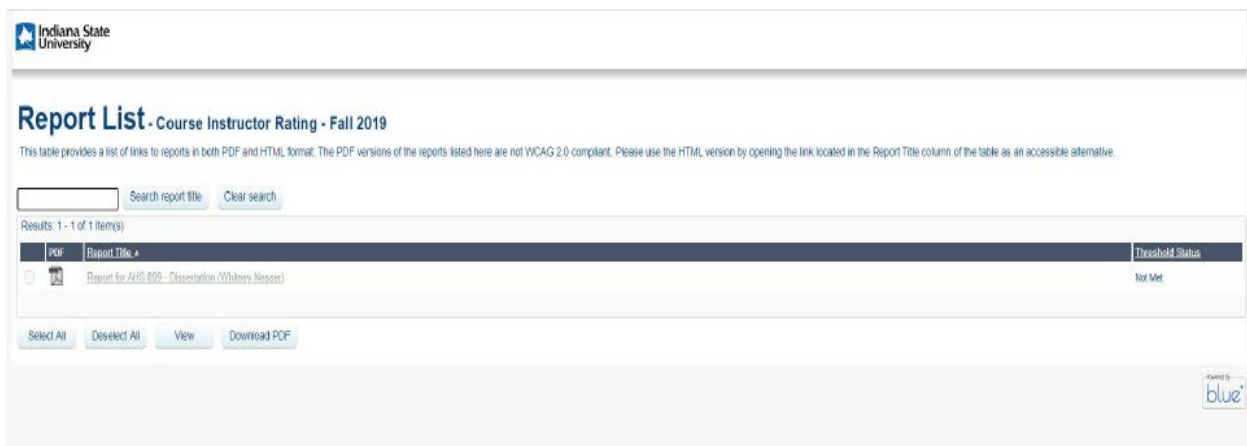 Indiana State
University
Report List - Course Instructor Rating - Fall 2019
This table provides a list of links to reports in both PDF and HTML format. The PDF versions of the reports listed here are not WCAG 2.0 compliant. Please use the HTML version by opening the link located in the Report Title column of the table as an accessible alternative.
Search report title Clear search
Results: 1 - 1 of 1 item(s)
PDF Report Title Threshold Status
Report for AHS 899 - Dissertation (Whitney Nesser) Not Met
Select All Deselect All View Download PDF
Powered by
blue